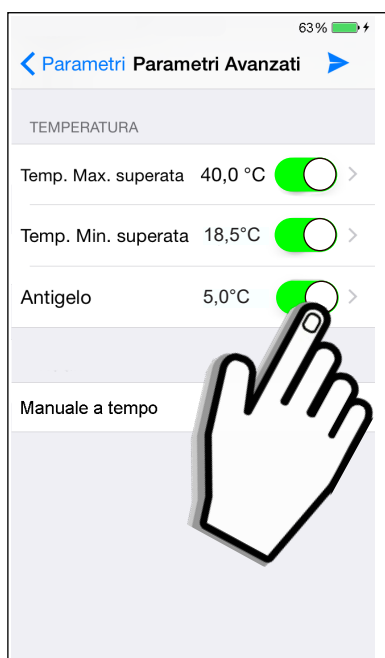 63%
Parametri Parametri Avanzati
TEMPERATURA
Temp. Max. superata 40,0 °C
Temp. Min. superata 18,5°C
Antigelo 5,0°C
Manuale a tempo